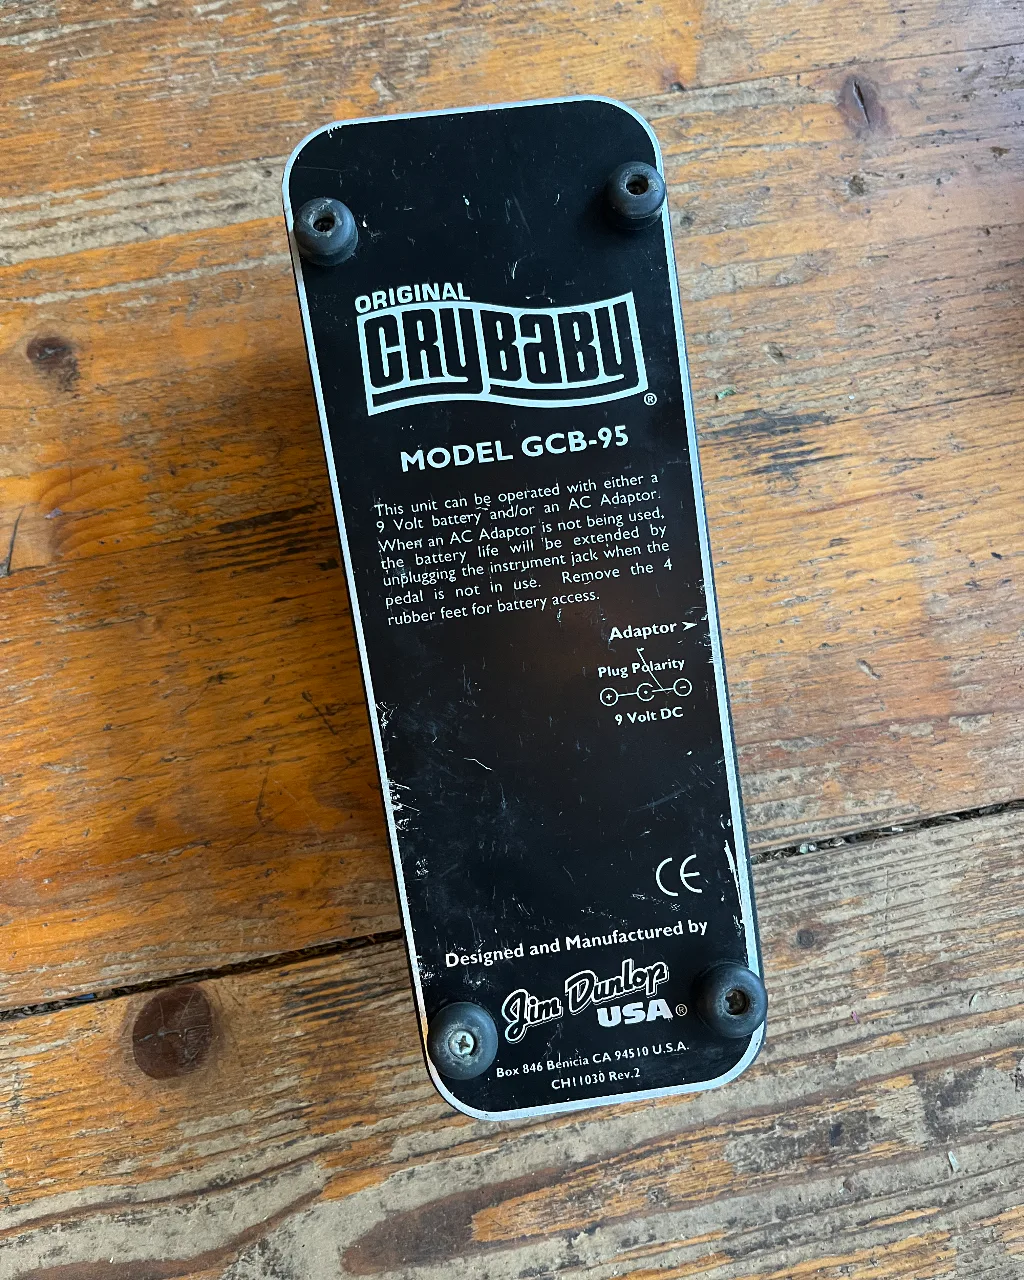 ORIGINAL
CRYBABY
®
MODEL GCB-95
This unit can be operated with either a
9 Volt battery and/or an AC Adaptor.
When an AC Adaptor is not being used,
the battery life will be extended by
unplugging the instrument jack when the
pedal is not in use. Remove the 4
rubber feet for battery access.
Adaptor
Plug Polarity
+ -
9 Volt DC
CE
Designed and Manufactured by
Jim Dunlop
USA®
Box 846 Benicia CA 94510 U.S.A.
CH11030 Rev.2